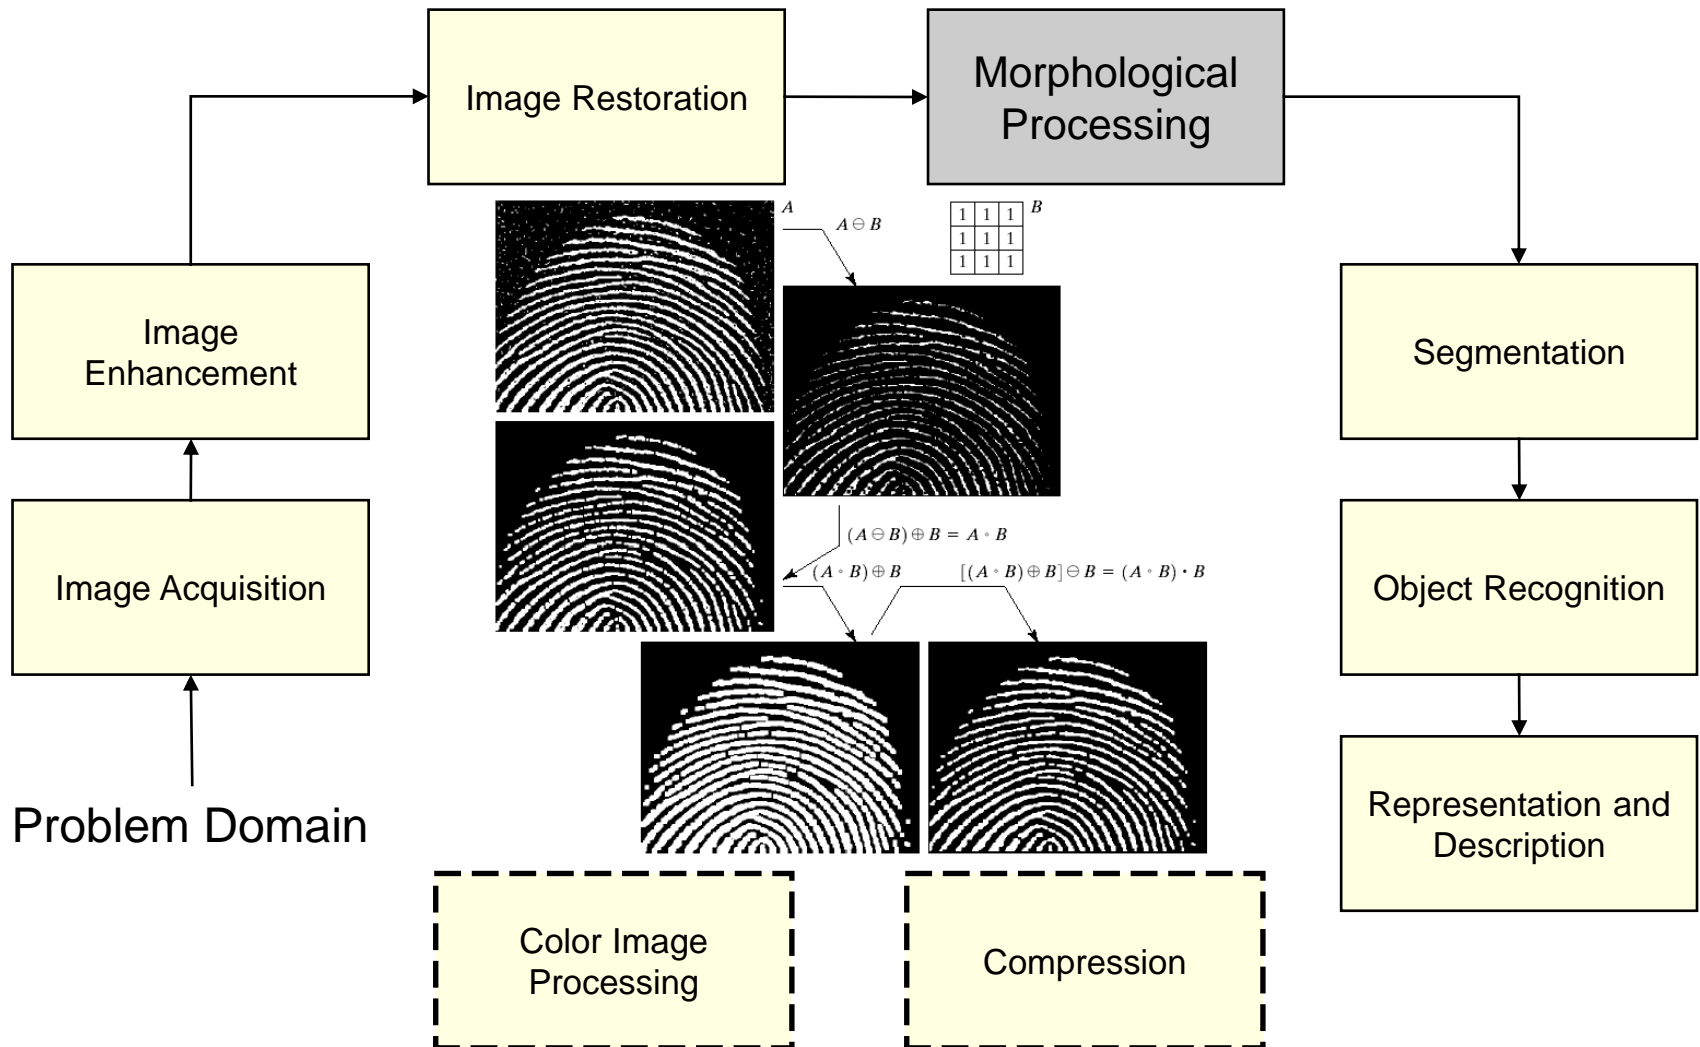 Image Restoration
Morphological
Processing
A
A ⊖ B
1 1 1
1 1 1
1 1 1
B
Image
Enhancement
Segmentation
(A ⊖ B) ⊕ B = A ∘ B
(A ∘ B) ⊕ B
[(A ∘ B) ⊕ B] ⊖ B = (A ∘ B) • B
Image Acquisition
Object Recognition
Problem Domain
Representation and
Description
Color Image
Processing
Compression